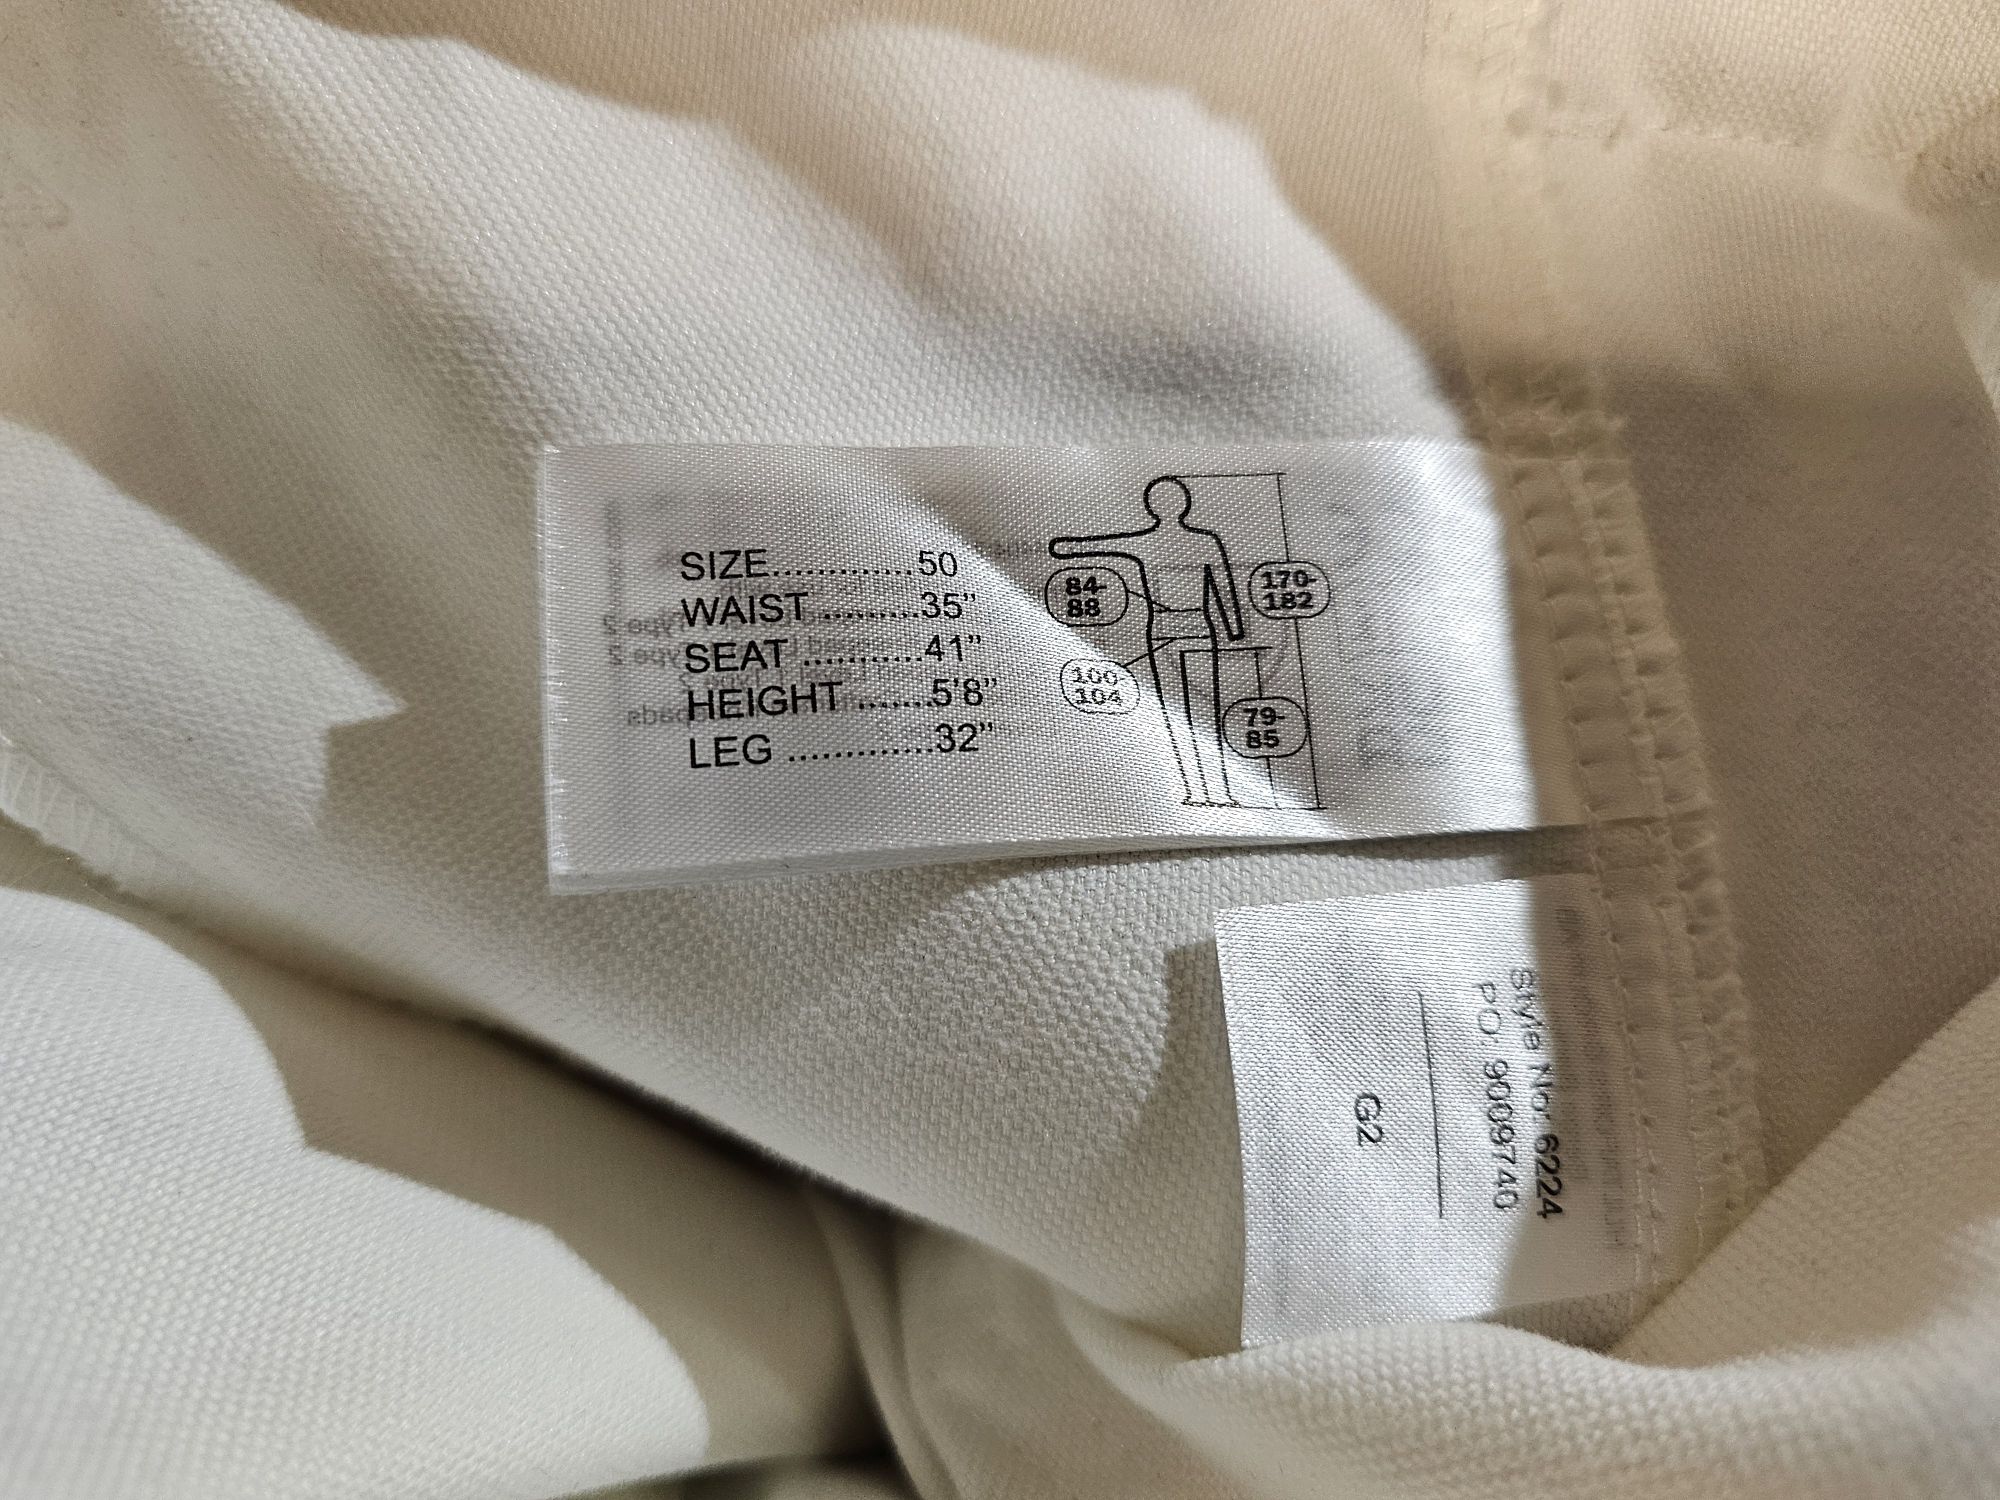 SIZE.............50
WAIST .........35”
SEAT ...........41”
HEIGHT .......5’8”
LEG .............32”
84-
88
170-
182
100-
104
79-
85
Style No: 6224
PO: 90097740
G2